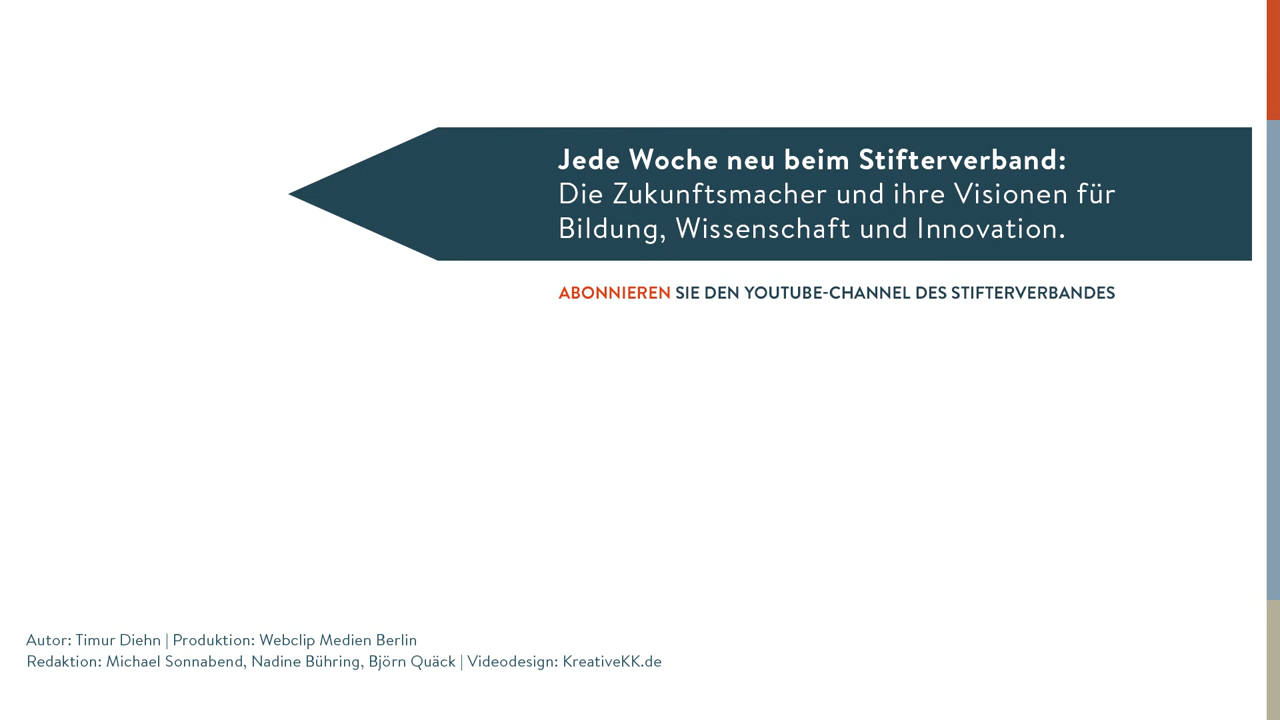 Jede Woche neu beim Stifterverband:
Die Zukunftsmacher und ihre Visionen für
Bildung, Wissenschaft und Innovation.
ABONNIEREN SIE DEN YOUTUBE-CHANNEL DES STIFTERVERBANDES
Autor: Timur Diehn | Produktion: Webclip Medien Berlin
Redaktion: Michael Sonnabend, Nadine Bühring, Björn Quäck | Videodesign: KreativeKK.de